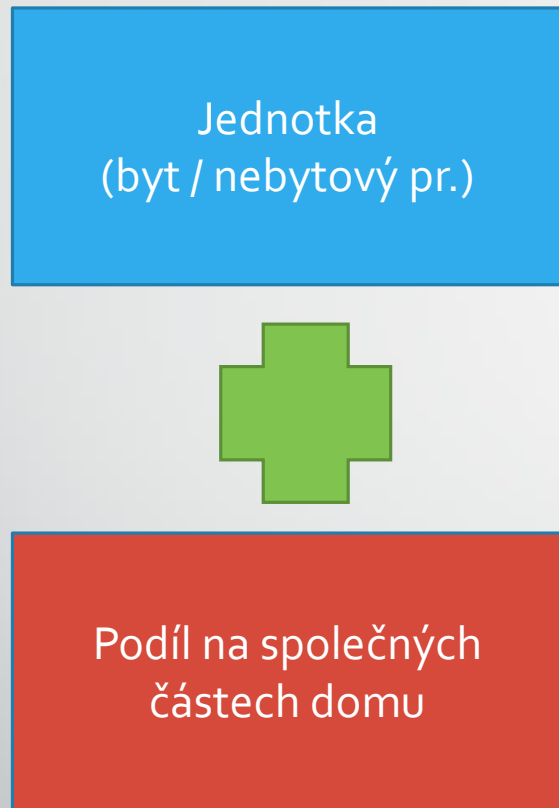 Jednotka
(byt / nebytový pr.)
Podíl na společných
částech domu